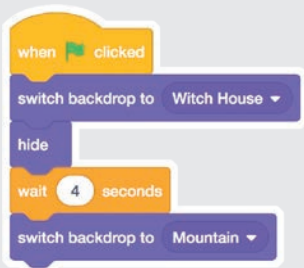 when clicked
switch backdrop to Witch House
hide
wait 4 seconds
switch backdrop to Mountain